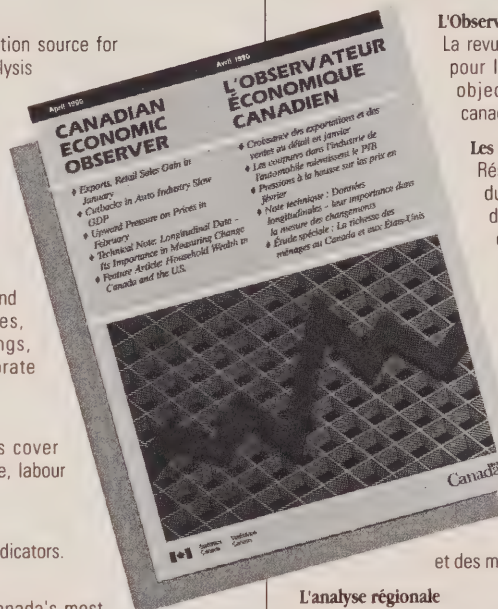 tion source for
lysis
nd
es,
ngs,
orate
s cover
e, labour
dicators.
anada's most
April 1990
CANADIAN
ECONOMIC
OBSERVER
♦ Exports, Retail Sales Gain in
January
♦ Cutbacks in Auto Industry Slow
GDP
♦ Upward Pressure on Prices in
February
♦ Technical Note: Longitudinal Data -
Its Importance in Measuring Change
♦ Feature Article: Household Wealth in
Canada and the U.S.
Avril 1990
L'OBSERVATEUR
ÉCONOMIQUE
CANADIEN
♦ Croissance des exportations et des
ventes au détail en janvier
♦ Les coupures dans l'industrie de
l'automobile ralentissent le PIB
♦ Pressions à la hausse sur les prix en
février
♦ Note technique : Données
longitudinales - leur importance dans
la mesure des changements
♦ Étude spéciale : La richesse des
ménages au Canada et aux États-Unis
Statistics Canada
Statistique Canada
Canada
L'Observ
La revu
pour l
objec
canad
Les
Ré
du
d
et des m
L'analyse régionale